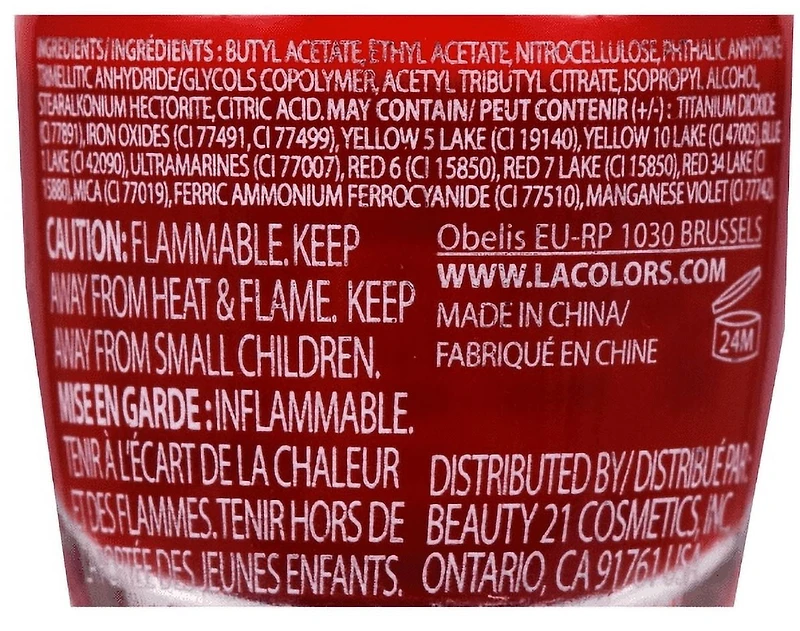 INGREDIENTS/INGRÉDIENTS : BUTYL ACETATE, ETHYL ACETATE, NITROCELLULOSE, PHTHALIC ANHYDRIDE/
TRIMELLITIC ANHYDRIDE/GLYCOLS COPOLYMER, ACETYL TRIBUTYL CITRATE, ISOPROPYL ALCOHOL,
STEARALKONIUM HECTORITE, CITRIC ACID. MAY CONTAIN/ PEUT CONTENIR (+/-) : TITANIUM DIOXIDE
(CI 77891), IRON OXIDES (CI 77491, CI 77499), YELLOW 5 LAKE (CI 19140), YELLOW 10 LAKE (CI 47005), BLUE
1 LAKE (CI 42090), ULTRAMARINES (CI 77007), RED 6 (CI 15850), RED 7 LAKE (CI 15850), RED 34 LAKE (CI
15880), MICA (CI 77019), FERRIC AMMONIUM FERROCYANIDE (CI 77510), MANGANESE VIOLET (CI 77742)
CAUTION: FLAMMABLE. KEEP
AWAY FROM HEAT & FLAME. KEEP
AWAY FROM SMALL CHILDREN.
MISE EN GARDE : INFLAMMABLE.
TENIR À L'ÉCART DE LA CHALEUR
ET DES FLAMMES. TENIR HORS DE
PORTÉE DES JEUNES ENFANTS.
Obelis EU-RP 1030 BRUSSELS
WWW.LACOLORS.COM
MADE IN CHINA/
FABRIQUÉ EN CHINE
24M
DISTRIBUTED BY/ DISTRIBUÉ PAR
BEAUTY 21 COSMETICS, INC
ONTARIO, CA 91761 USA